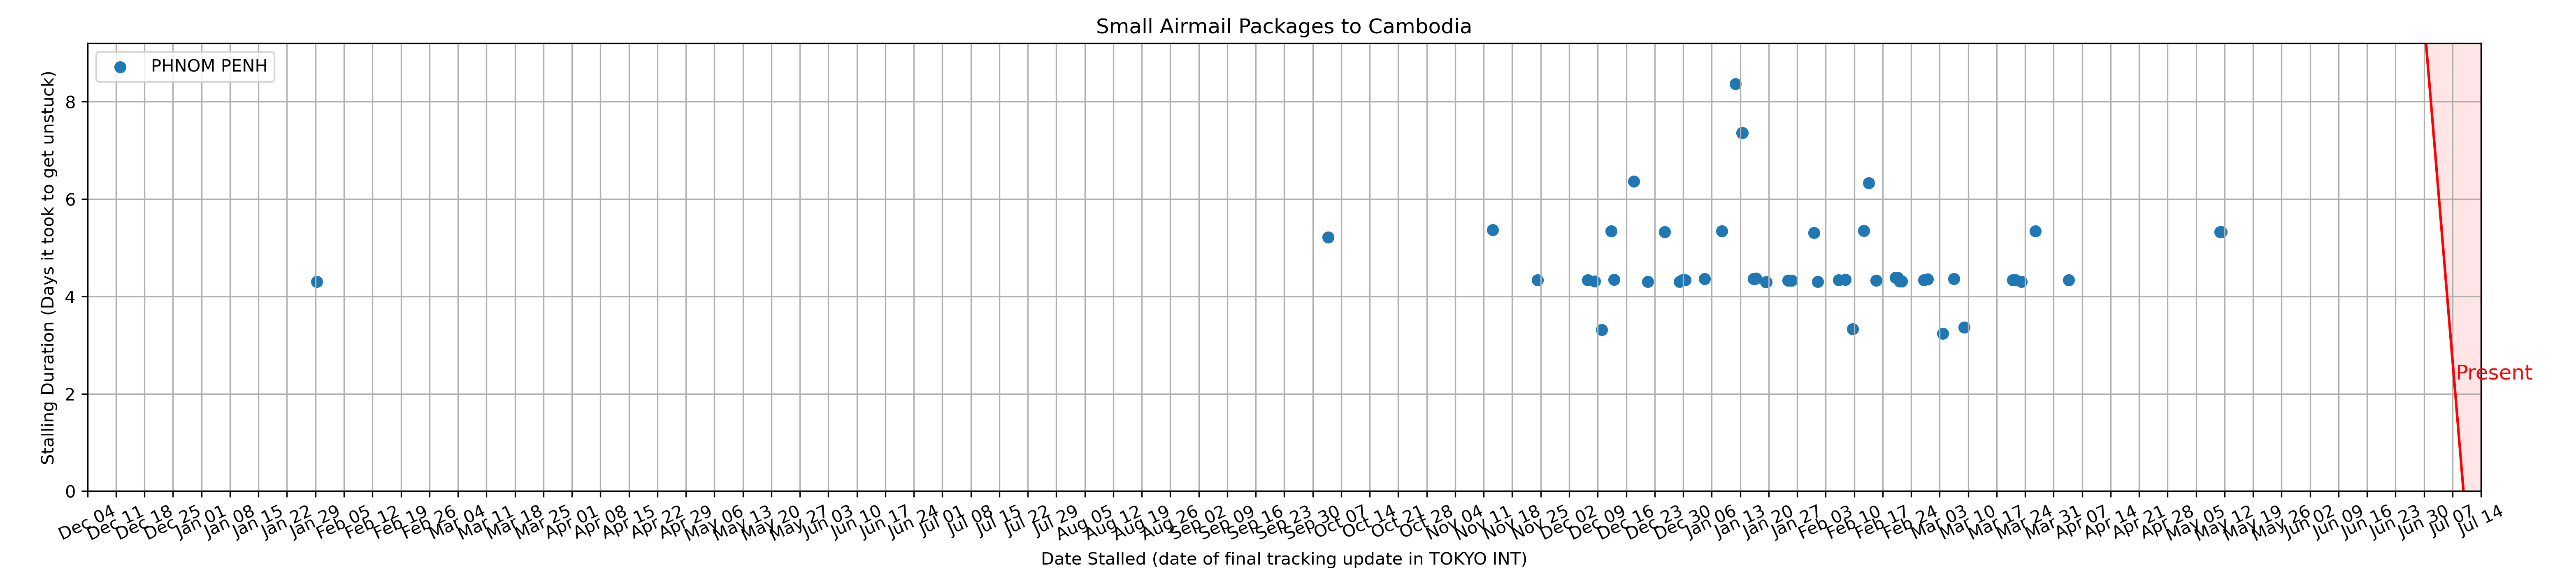 Small Airmail Packages to Cambodia
PHNOM PENH
Stalling Duration (Days it took to get unstuck)
8
6
4
2
0
Present
Dec 04 Dec 11 Dec 18 Dec 25 Jan 01 Jan 08 Jan 15 Jan 22 Jan 29 Feb 05 Feb 12 Feb 19 Feb 26 Mar 04 Mar 11 Mar 18 Mar 25 Apr 01 Apr 08 Apr 15 Apr 22 Apr 29 May 06 May 13 May 20 May 27 Jun 03 Jun 10 Jun 17 Jun 24 Jul 01 Jul 08 Jul 15 Jul 22 Jul 29 Aug 05 Aug 12 Aug 19 Aug 26 Sep 02 Sep 09 Sep 16 Sep 23 Sep 30 Oct 07 Oct 14 Oct 21 Oct 28 Nov 04 Nov 11 Nov 18 Nov 25 Dec 02 Dec 09 Dec 16 Dec 23 Dec 30 Jan 06 Jan 13 Jan 20 Jan 27 Feb 03 Feb 10 Feb 17 Feb 24 Mar 03 Mar 10 Mar 17 Mar 24 Mar 31 Apr 07 Apr 14 Apr 21 Apr 28 May 05 May 12 May 19 May 26 Jun 02 Jun 09 Jun 16 Jun 23 Jun 30 Jul 07 Jul 14
Date Stalled (date of final tracking update in TOKYO INT)